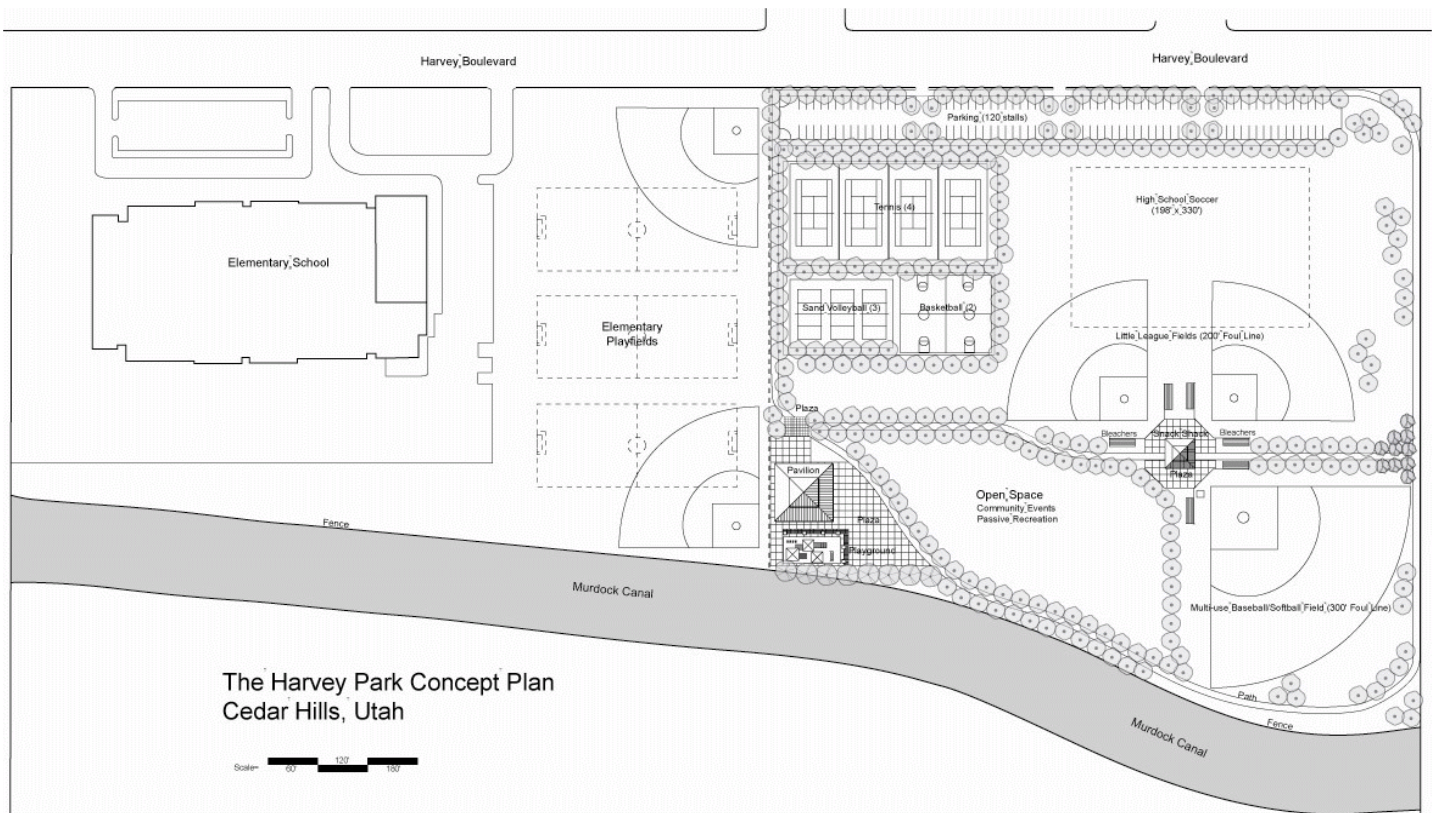 Harvey Boulevard
Harvey Boulevard
Parking (120 stalls)
High School Soccer
(198' x 330')
Tennis (4)
Elementary School
Sand Volleyball (3)
Basketball (2)
Elementary
Playfields
Little League Fields (200' Foul Line)
Plaza
Bleachers
Snack Shack
Bleachers
Pavilion
Plaza
Open Space
Community Events
Passive Recreation
Fence
Plaza
Playground
Murdock Canal
Multi-use Baseball/Softball Field (300' Foul Line)
The Harvey Park Concept Plan
Cedar Hills, Utah
Path
Fence
Murdock Canal
Scale=
60'
120'
180'